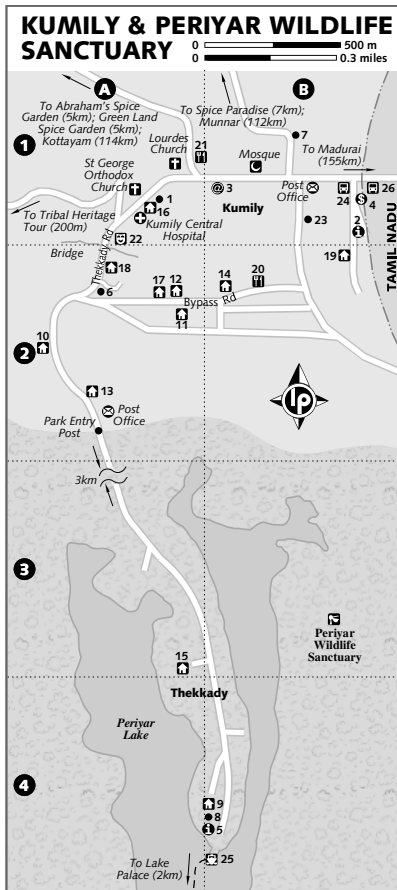 KUMILY & PERIYAR WILDLIFE
SANCTUARY
0 500 m
0 0.3 miles
A
B
To Abraham's Spice
Garden (5km); Green Land
Spice Garden (5km);
Kottayam (114km)
To Spice Paradise (7km);
Munnar (112km)
7
1
Lourdes
Church
21
Mosque
To Madurai
(155km)
St George
Orthodox
Church
1
16
@ 3
Post
Office
24
$ 4
26
Kumily
Kumily Central
Hospital
23
2
i
To Tribal Heritage
Tour (200m)
22
Bridge
Thekkady Rd
18
19
TAMIL NADU
6
17
12
14
20
Bypass Rd
11
2
10
13
lp
Post
Office
Park Entry
Post
3km
3
Periyar
Wildlife
Sanctuary
15
Thekkady
Periyar
Lake
4
9
8
i 5
25
To Lake
Palace (2km)